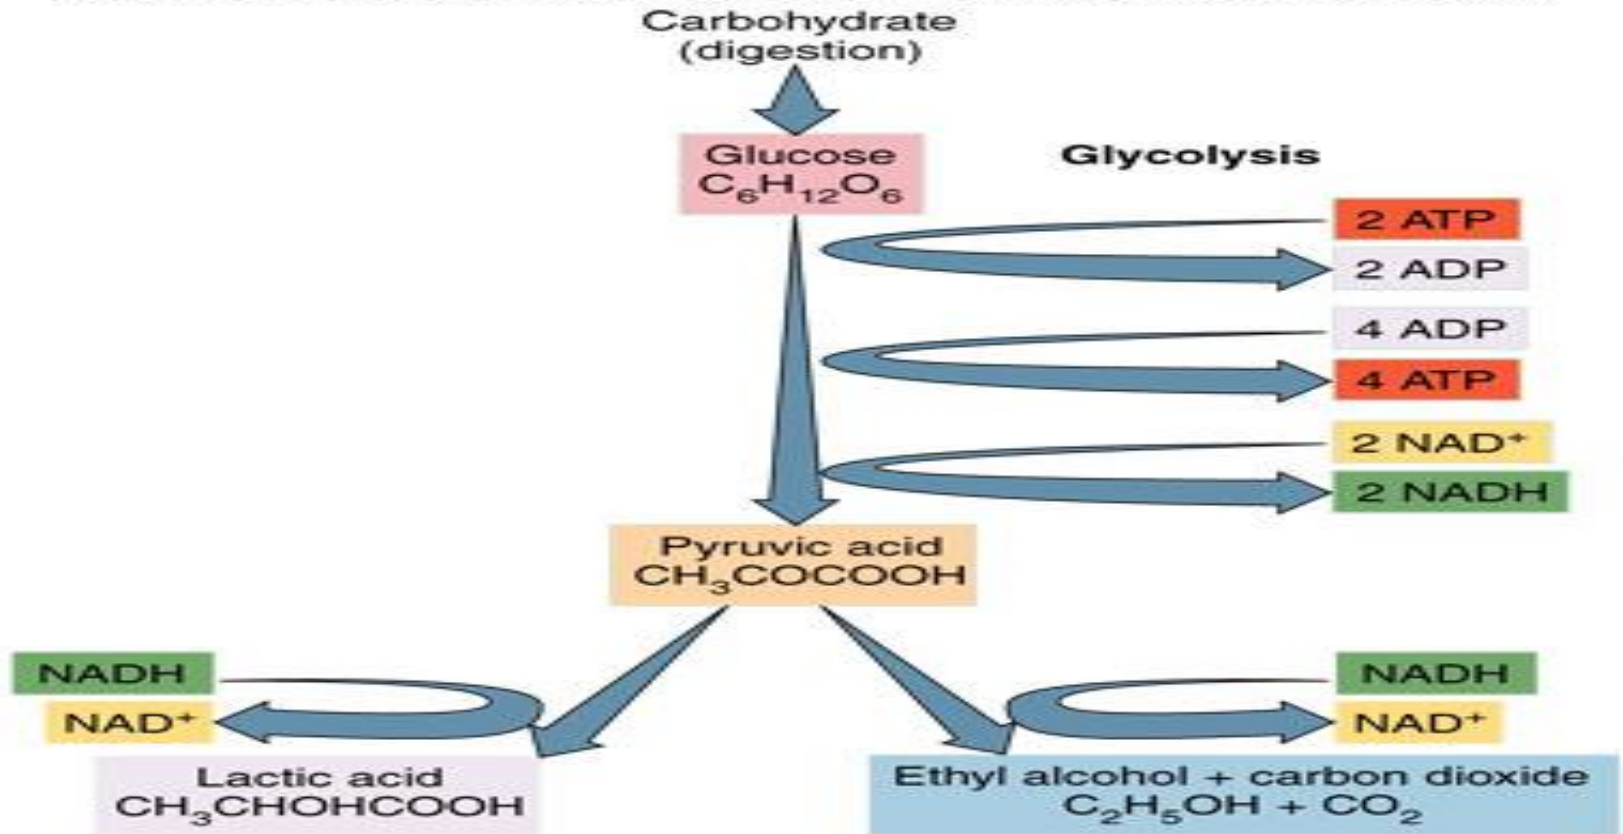 Carbohydrate
(digestion)
Glucose
C₆H₁₂O₆
Glycolysis
2 ATP
2 ADP
4 ADP
4 ATP
2 NAD⁺
2 NADH
Pyruvic acid
CH₃COCOOH
NADH
NAD⁺
NADH
NAD⁺
Lactic acid
CH₃CHOHCOOH
Ethyl alcohol + carbon dioxide
C₂H₅OH + CO₂